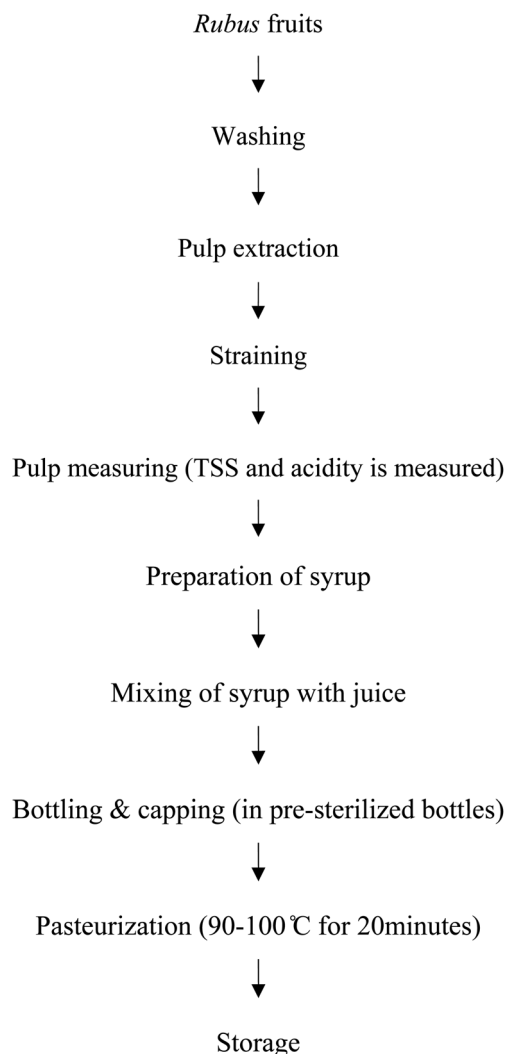 Rubus fruits
Washing
Pulp extraction
Straining
Pulp measuring (TSS and acidity is measured)
Preparation of syrup
Mixing of syrup with juice
Bottling & capping (in pre-sterilized bottles)
Pasteurization (90-100℃ for 20minutes)
Storage